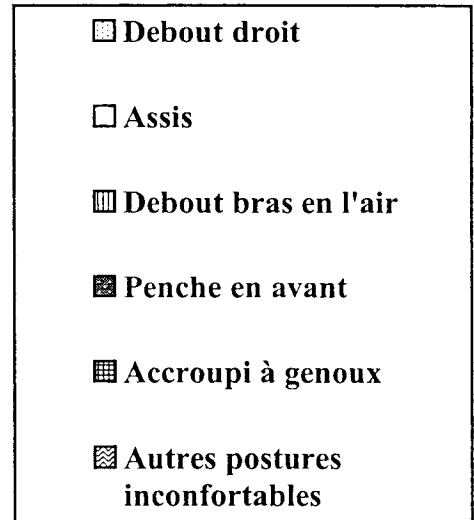 Debout droit
Assis
Debout bras en l'air
Penche en avant
Accroupi à genoux
Autres postures
inconfortables